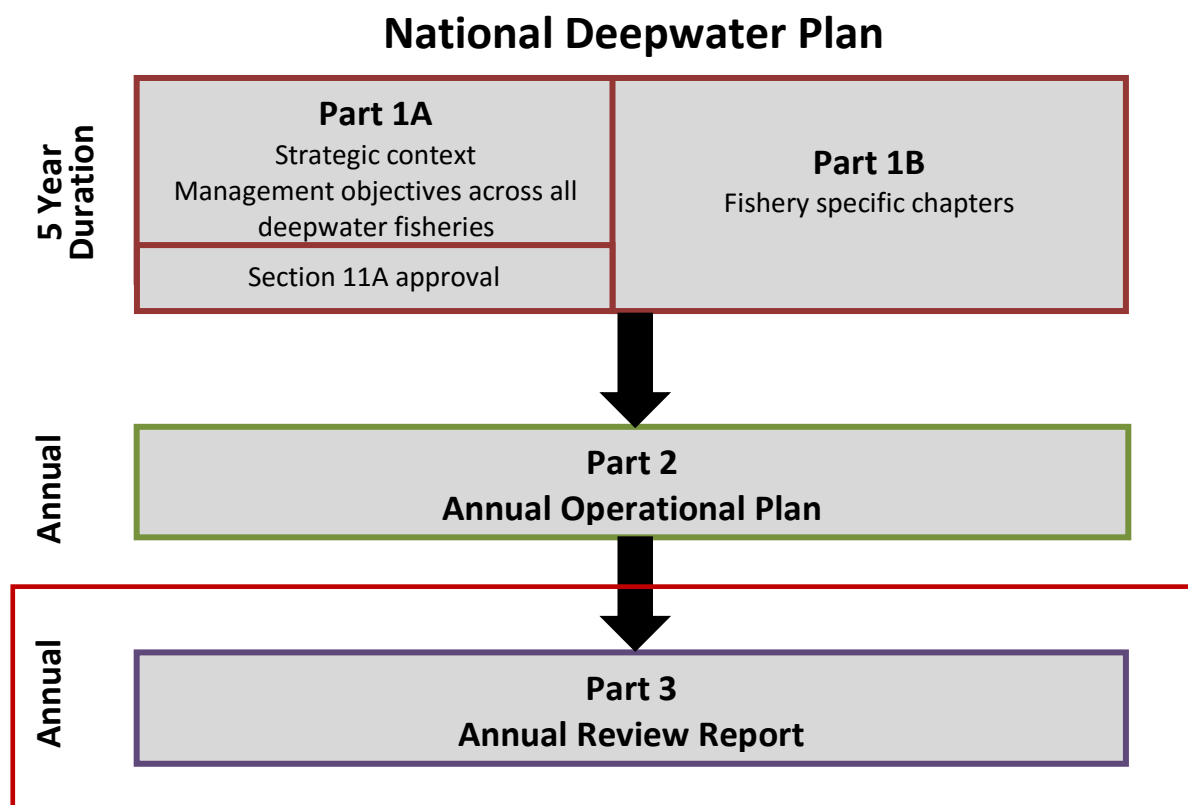 National Deepwater Plan
5 Year
Duration
Part 1A
Strategic context
Management objectives across all
deepwater fisheries
Section 11A approval
Part 1B
Fishery specific chapters
Annual
Part 2
Annual Operational Plan
Annual
Part 3
Annual Review Report